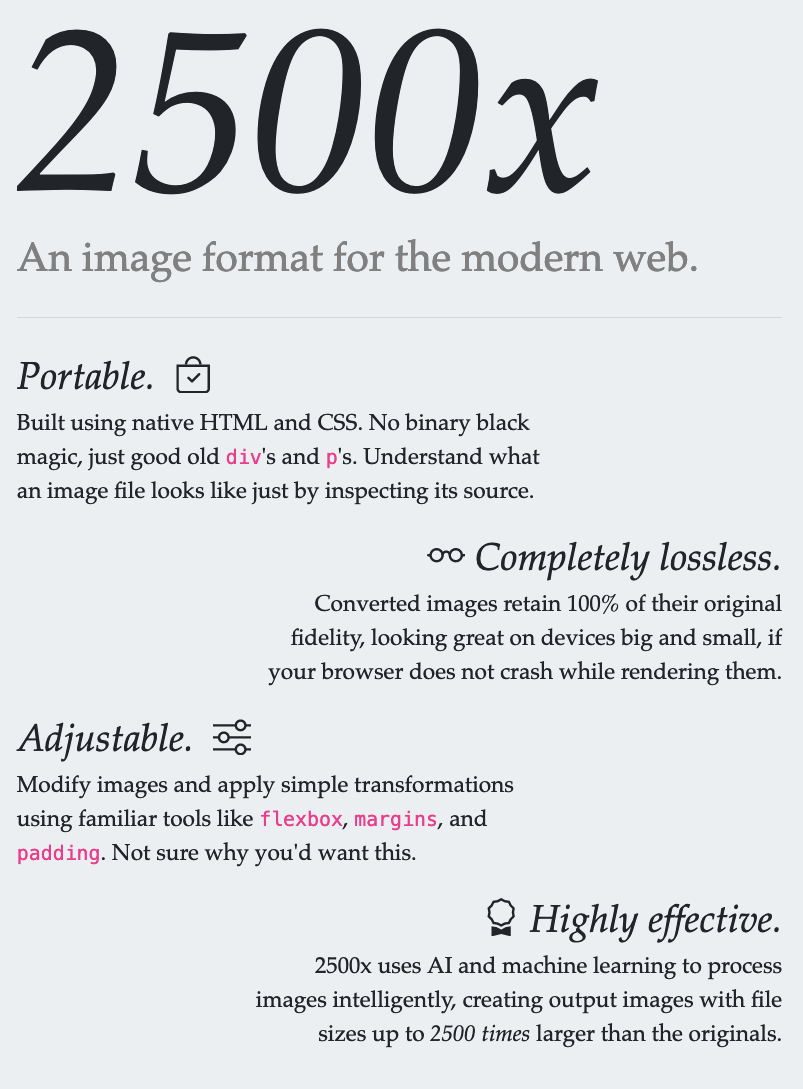 2500x
An image format for the modern web.
Portable.
Built using native HTML and CSS. No binary black
magic, just good old div's and p's. Understand what
an image file looks like just by inspecting its source.
Completely lossless.
Converted images retain 100% of their original
fidelity, looking great on devices big and small, if
your browser does not crash while rendering them.
Adjustable.
Modify images and apply simple transformations
using familiar tools like flexbox, margins, and
padding. Not sure why you'd want this.
Highly effective.
2500x uses AI and machine learning to process
images intelligently, creating output images with file
sizes up to 2500 times larger than the originals.